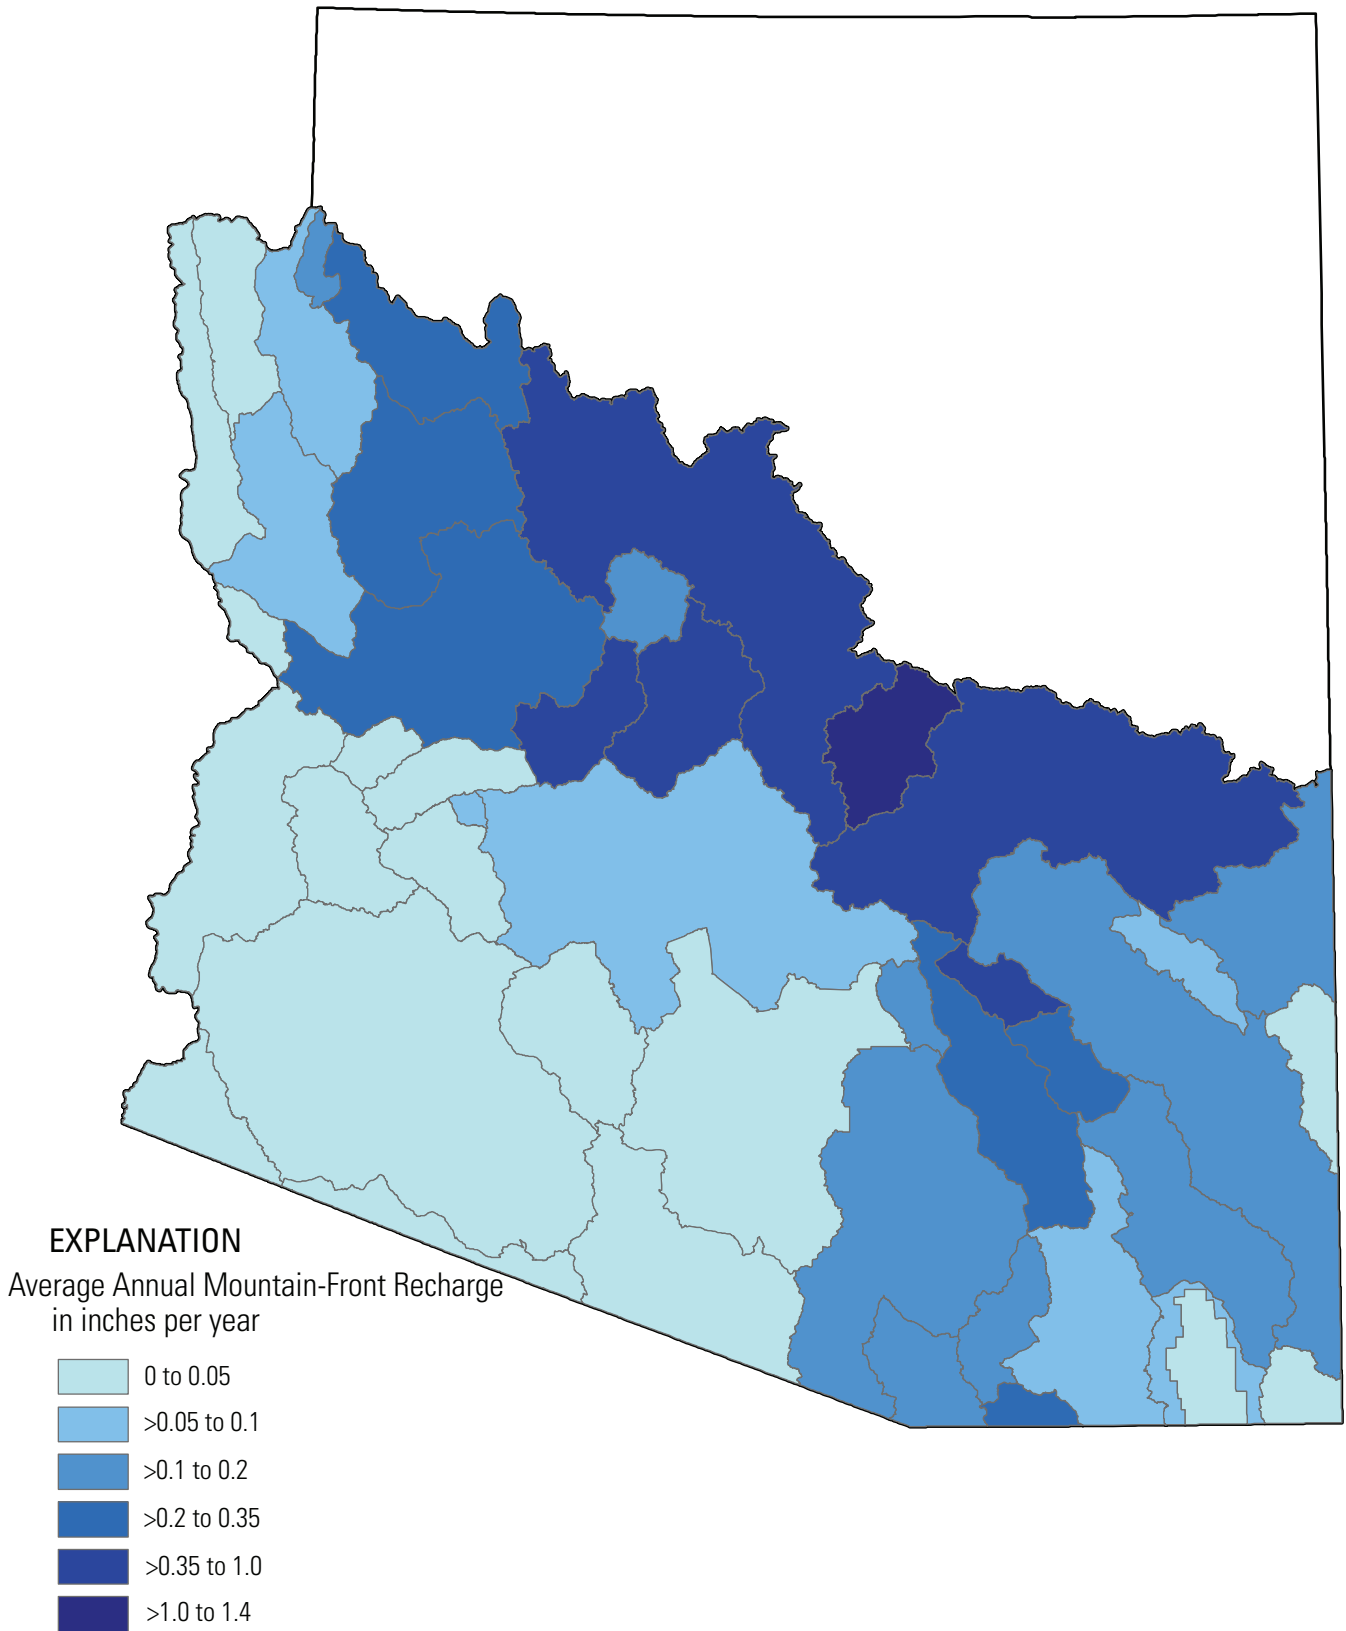 EXPLANATION
Average Annual Mountain-Front Recharge
in inches per year
0 to 0.05
>0.05 to 0.1
>0.1 to 0.2
>0.2 to 0.35
>0.35 to 1.0
>1.0 to 1.4